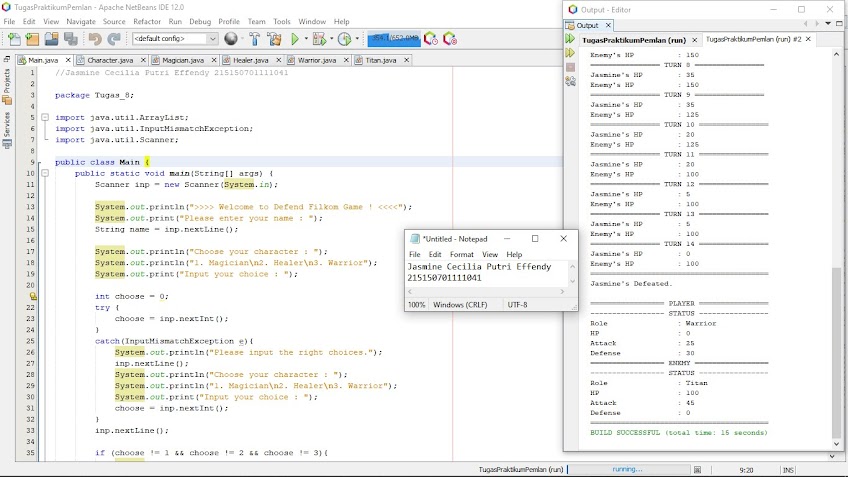 TugasPraktikumPemlan - Apache NetBeans IDE 12.0
File Edit View Navigate Source Refactor Run Debug Profile Team Tools Window Help
<default config>
Main.java Character.java Magician.java Healer.java Warrior.java Titan.java
Projects
Services
1 //Jasmine Cecilia Putri Effendy 215150701111041
2
3 package Tugas_8;
4
5 import java.util.ArrayList;
6 import java.util.InputMismatchException;
7 import java.util.Scanner;
8
9 public class Main {
10 public static void main(String[] args) {
11 Scanner inp = new Scanner(System.in);
12
13 System.out.println(">>>> Welcome to Defend Filkom Game ! <<<<");
14 System.out.print("Please enter your name : ");
15 String name = inp.nextLine();
16
17 System.out.println("Choose your character : ");
18 System.out.println("1. Magician\n2. Healer\n3. Warrior");
19 System.out.print("Input your choice : ");
20
int choose = 0;
21 try {
22
23 choose = inp.nextInt();
24 }
25 catch(InputMismatchException e){
26 System.out.println("Please input the right choices.");
27 inp.nextLine();
28 System.out.println("Choose your character : ");
29 System.out.println("1. Magician\n2. Healer\n3. Warrior");
30 System.out.print("Input your choice : ");
31 choose = inp.nextInt();
32 }
33 inp.nextLine();
34
35 if (choose != 1 && choose != 2 && choose != 3){
*Untitled - Notepad
File Edit Format View Help
Jasmine Cecilia Putri Effendy
215150701111041
100% Windows (CRLF) UTF-8
Output - Editor
Output
TugasPraktikumPemlan (run) TugasPraktikumPemlan (run) #2
Enemy's HP : 150
TURN 8
Jasmine's HP : 35
Enemy's HP : 150
TURN 9
Jasmine's HP : 35
Enemy's HP : 125
TURN 10
Jasmine's HP : 20
Enemy's HP : 125
TURN 11
Jasmine's HP : 20
Enemy's HP : 100
TURN 12
Jasmine's HP : 5
Enemy's HP : 100
TURN 13
Jasmine's HP : 5
Enemy's HP : 100
TURN 14
Jasmine's HP : 0
Enemy's HP : 100
Jasmine's Defeated.
PLAYER
STATUS
Role : Warrior
HP : 0
Attack : 25
Defense : 30
ENEMY
STATUS
Role : Titan
HP : 100
Attack : 45
Defense : 0
BUILD SUCCESSFUL (total time: 15 seconds)
TugasPraktikumPemlan (run) running... 9:20 INS